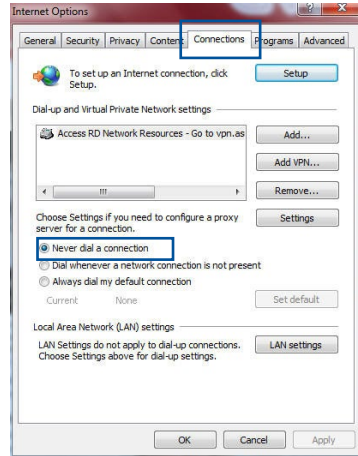 Internet Options
General Security Privacy Content Connections Programs Advanced
To set up an Internet connection, click
Setup.
Setup
Dial-up and Virtual Private Network settings
Access RD Network Resources - Go to vpn.as
Add...
Add VPN...
Remove...
Choose Settings if you need to configure a proxy
server for a connection.
Settings
Never dial a connection
Dial whenever a network connection is not present
Always dial my default connection
Current None
Set default
Local Area Network (LAN) settings
LAN Settings do not apply to dial-up connections.
Choose Settings above for dial-up settings.
LAN settings
OK Cancel Apply